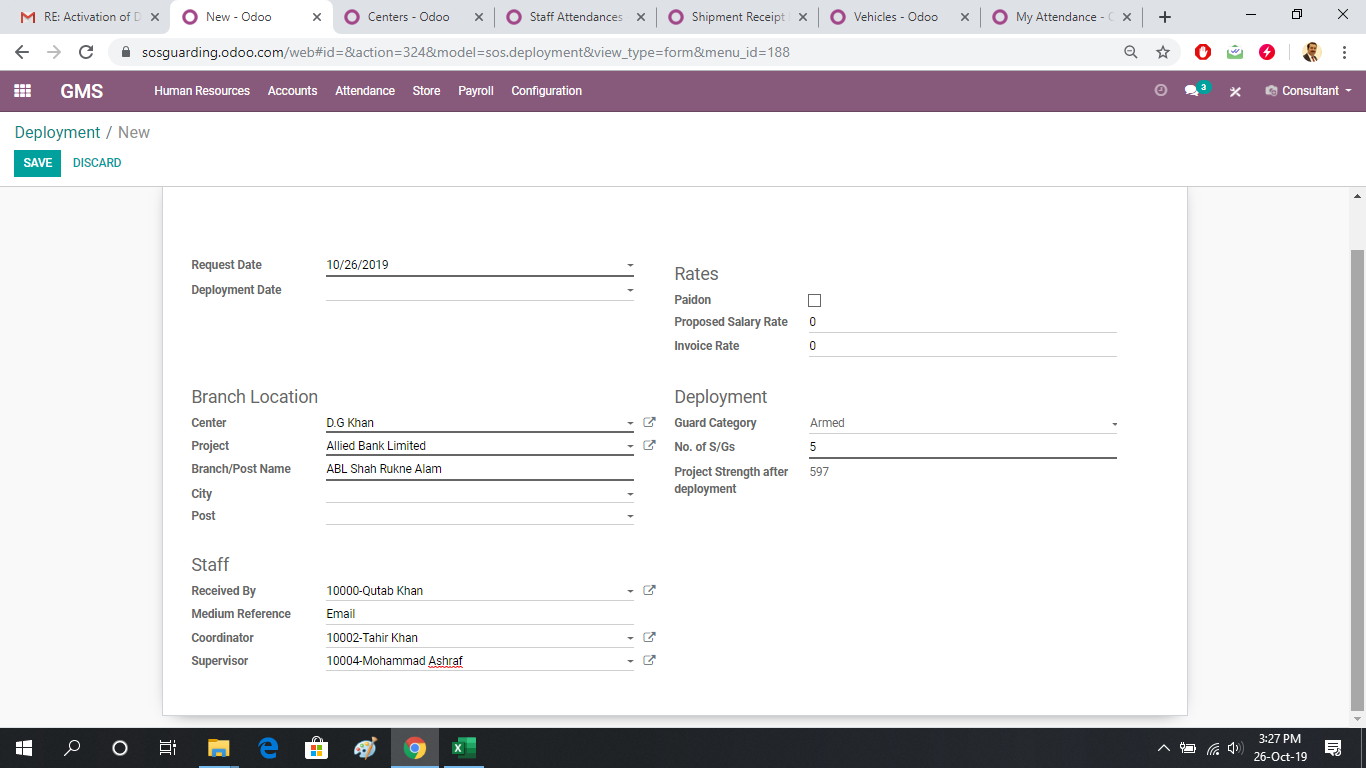 RE: Activation of D
New - Odoo
Centers - Odoo
Staff Attendances
Shipment Receipt
Vehicles - Odoo
My Attendance -
sosguarding.odoo.com/web#id=&action=324&model=sos.deployment&view_type=form&menu_id=188
GMS
Human Resources
Accounts
Attendance
Store
Payroll
Configuration
3
Consultant
Deployment / New
SAVE
DISCARD
Request Date
10/26/2019
Deployment Date
Rates
Paidon
Proposed Salary Rate
0
Invoice Rate
0
Branch Location
Center
D.G Khan
Project
Allied Bank Limited
Branch/Post Name
ABL Shah Rukne Alam
City
Post
Deployment
Guard Category
Armed
No. of S/Gs
5
Project Strength after
deployment
597
Staff
Received By
10000-Qutab Khan
Medium Reference
Email
Coordinator
10002-Tahir Khan
Supervisor
10004-Mohammad Ashraf
3:27 PM
26-Oct-19